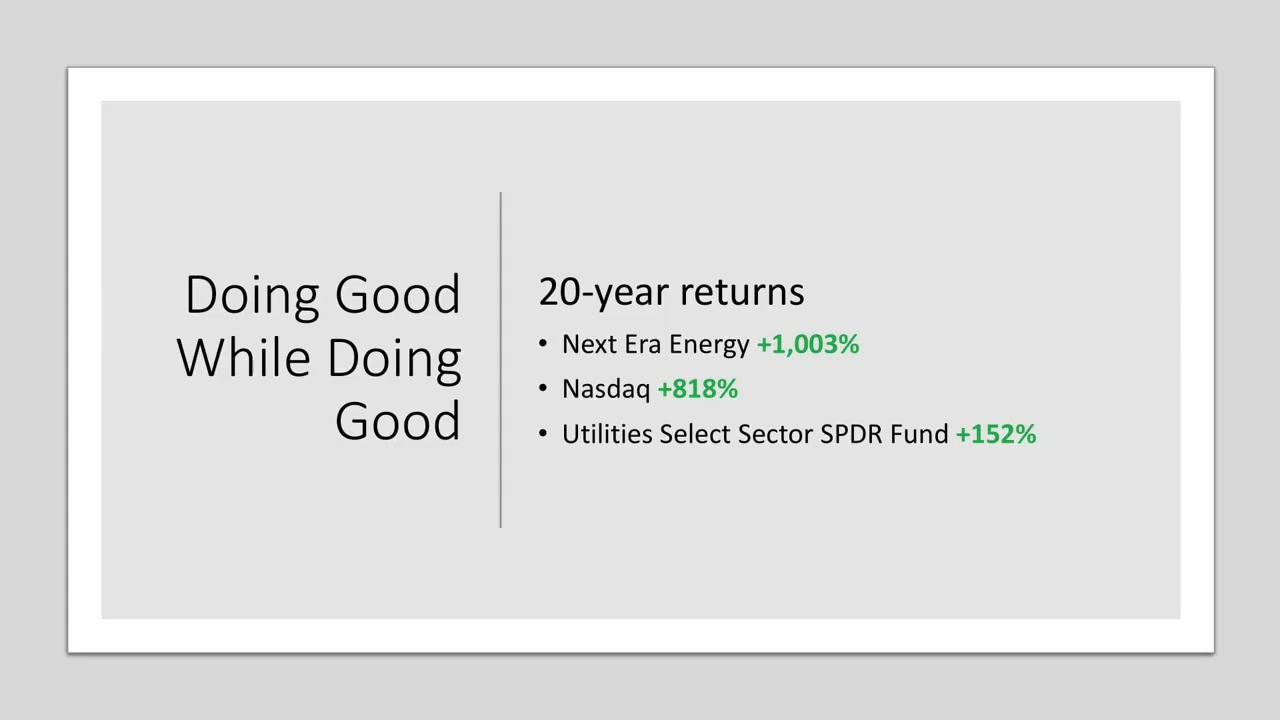 Doing Good
While Doing
Good
20-year returns
• Next Era Energy +1,003%
• Nasdaq +818%
• Utilities Select Sector SPDR Fund +152%